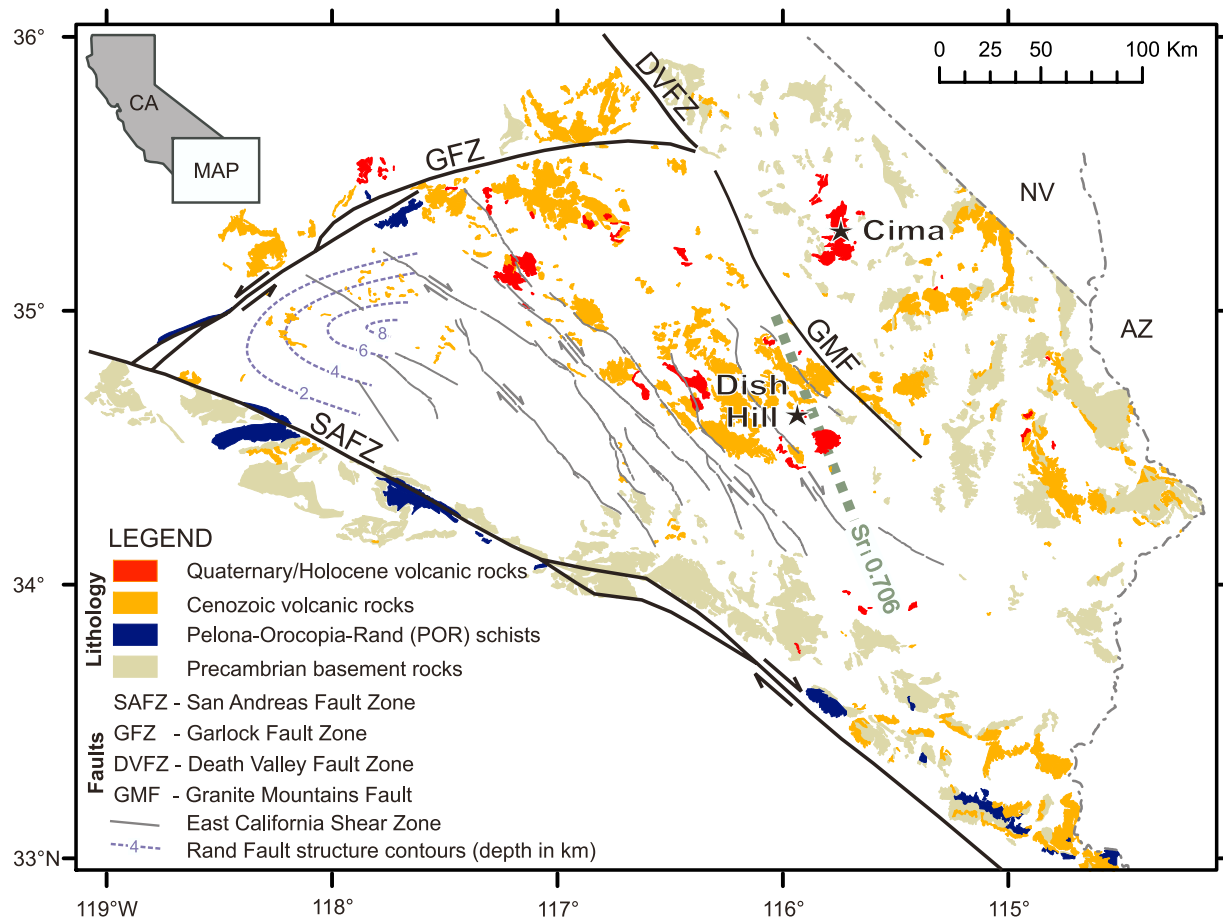 36°
35°
34°
33°N
119°W
118°
117°
116°
115°
CA
MAP
0 25 50 100 Km
DVFZ
GFZ
NV
Cima
AZ
GMF
Dish
Hill
8
6
4
2
SAFZ
Sri 0.706
LEGEND
Lithology
Quaternary/Holocene volcanic rocks
Cenozoic volcanic rocks
Pelona-Orocopia-Rand (POR) schists
Precambrian basement rocks
Faults
SAFZ - San Andreas Fault Zone
GFZ - Garlock Fault Zone
DVFZ - Death Valley Fault Zone
GMF - Granite Mountains Fault
East California Shear Zone
4
Rand Fault structure contours (depth in km)